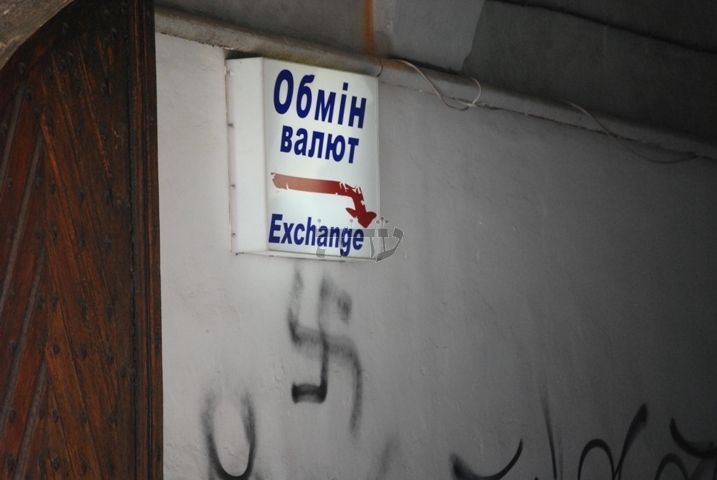 Обмін
валют
Exchange